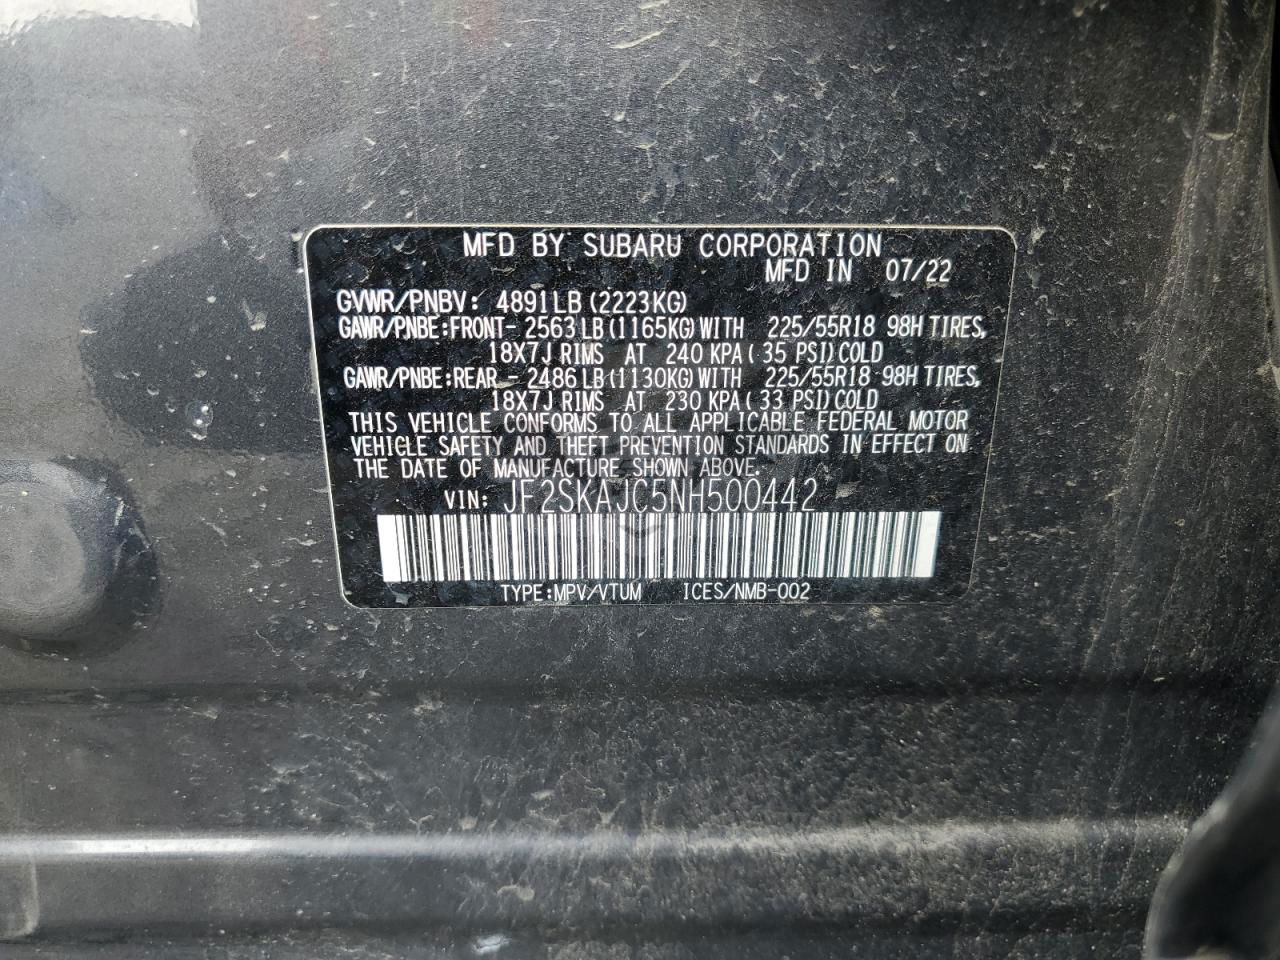 MFD BY SUBARU CORPORATION
MFD IN 07/22
GVWR/PNBV: 4891LB (2223KG)
GAWR/PNBE:FRONT- 2563LB(1165KG)WITH 225/55R18 98H TIRES,
18X7J RIMS AT 240 KPA (35 PSI)COLD
GAWR/PNBE:REAR - 2486LB(1130KG)WITH 225/55R18 98H TIRES,
18X7J RIMS AT 230 KPA (33 PSI)COLD
THIS VEHICLE CONFORMS TO ALL APPLICABLE FEDERAL MOTOR
VEHICLE SAFETY AND THEFT PREVENTION STANDARDS IN EFFECT ON
THE DATE OF MANUFACTURE SHOWN ABOVE.
VIN: JF2SKAJC5NH500442
TYPE:MPV/VTUM ICES/NMB-002